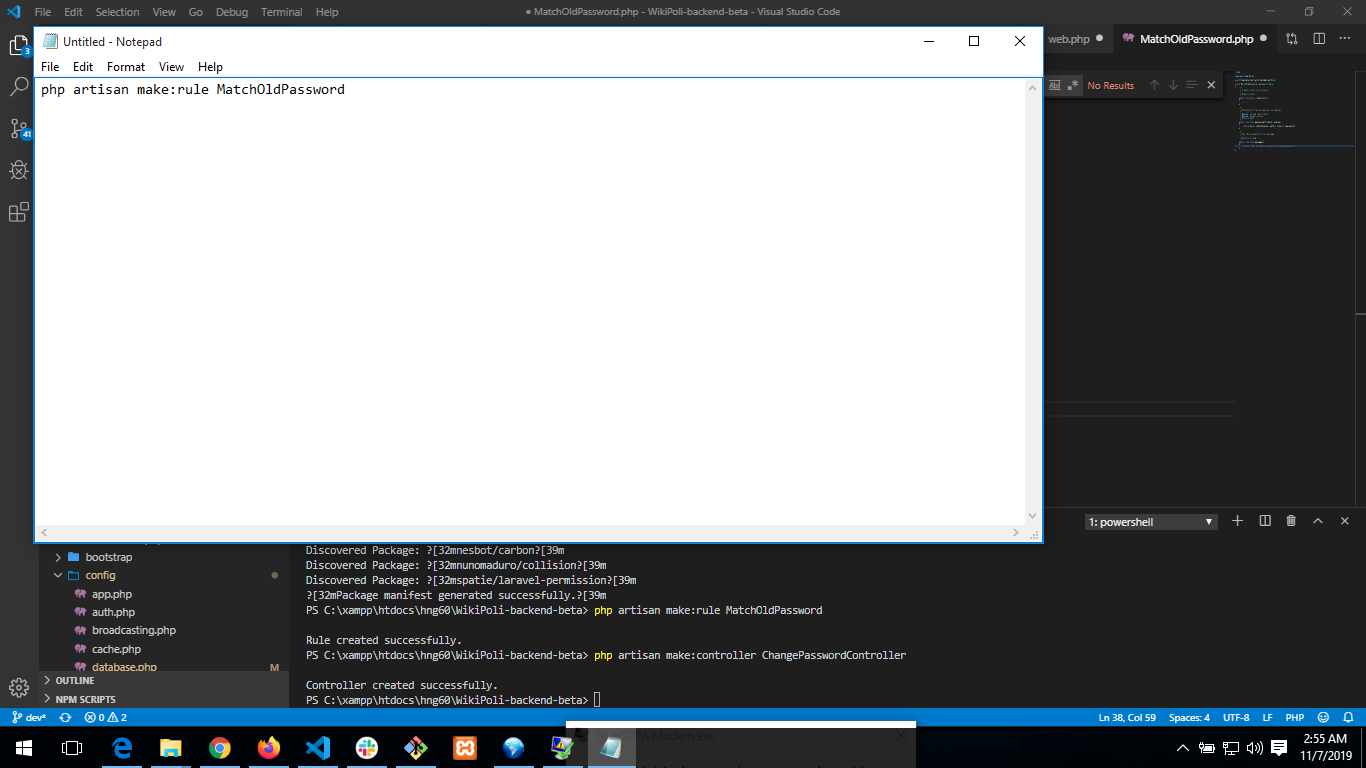 File Edit Selection View Go Debug Terminal Help
● MatchOldPassword.php - WikiPoli-backend-beta - Visual Studio Code
Untitled - Notepad
File Edit Format View Help
php artisan make:rule MatchOldPassword
web.php
MatchOldPassword.php
No Results
3
41
1: powershell
bootstrap
config
app.php
auth.php
broadcasting.php
cache.php
database.php M
OUTLINE
NPM SCRIPTS
Discovered Package: ?[32mnesbot/carbon?[39m
Discovered Package: ?[32mnunomaduro/collision?[39m
Discovered Package: ?[32mspatie/laravel-permission?[39m
?[32mPackage manifest generated successfully.?[39m
PS C:\xampp\htdocs\hng60\WikiPoli-backend-beta> php artisan make:rule MatchOldPassword
Rule created successfully.
PS C:\xampp\htdocs\hng60\WikiPoli-backend-beta> php artisan make:controller ChangePasswordController
Controller created successfully.
PS C:\xampp\htdocs\hng60\WikiPoli-backend-beta>
dev* 0 2
Ln 38, Col 59 Spaces: 4 UTF-8 LF PHP
Modem.exe
2:55 AM
11/7/2019